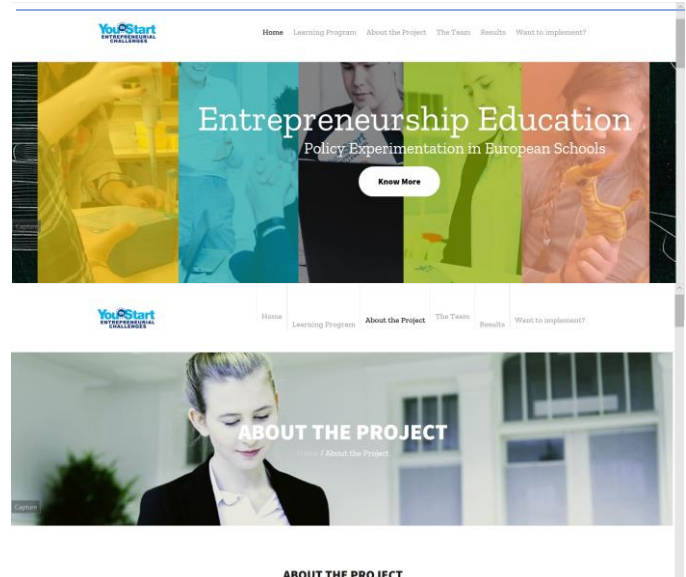 YouStart
ENTREPRENEURIAL
CHALLENGES
Home Learning Program About the Project The Team Results Want to implement?
Entrepreneurship Education
Policy Experimentation in European Schools
Know More
Capture
YouStart
ENTREPRENEURIAL
CHALLENGES
Home Learning Program About the Project The Team Results Want to implement?
ABOUT THE PROJECT
Home / About the Project
Capture
ABOUT THE PROJECT